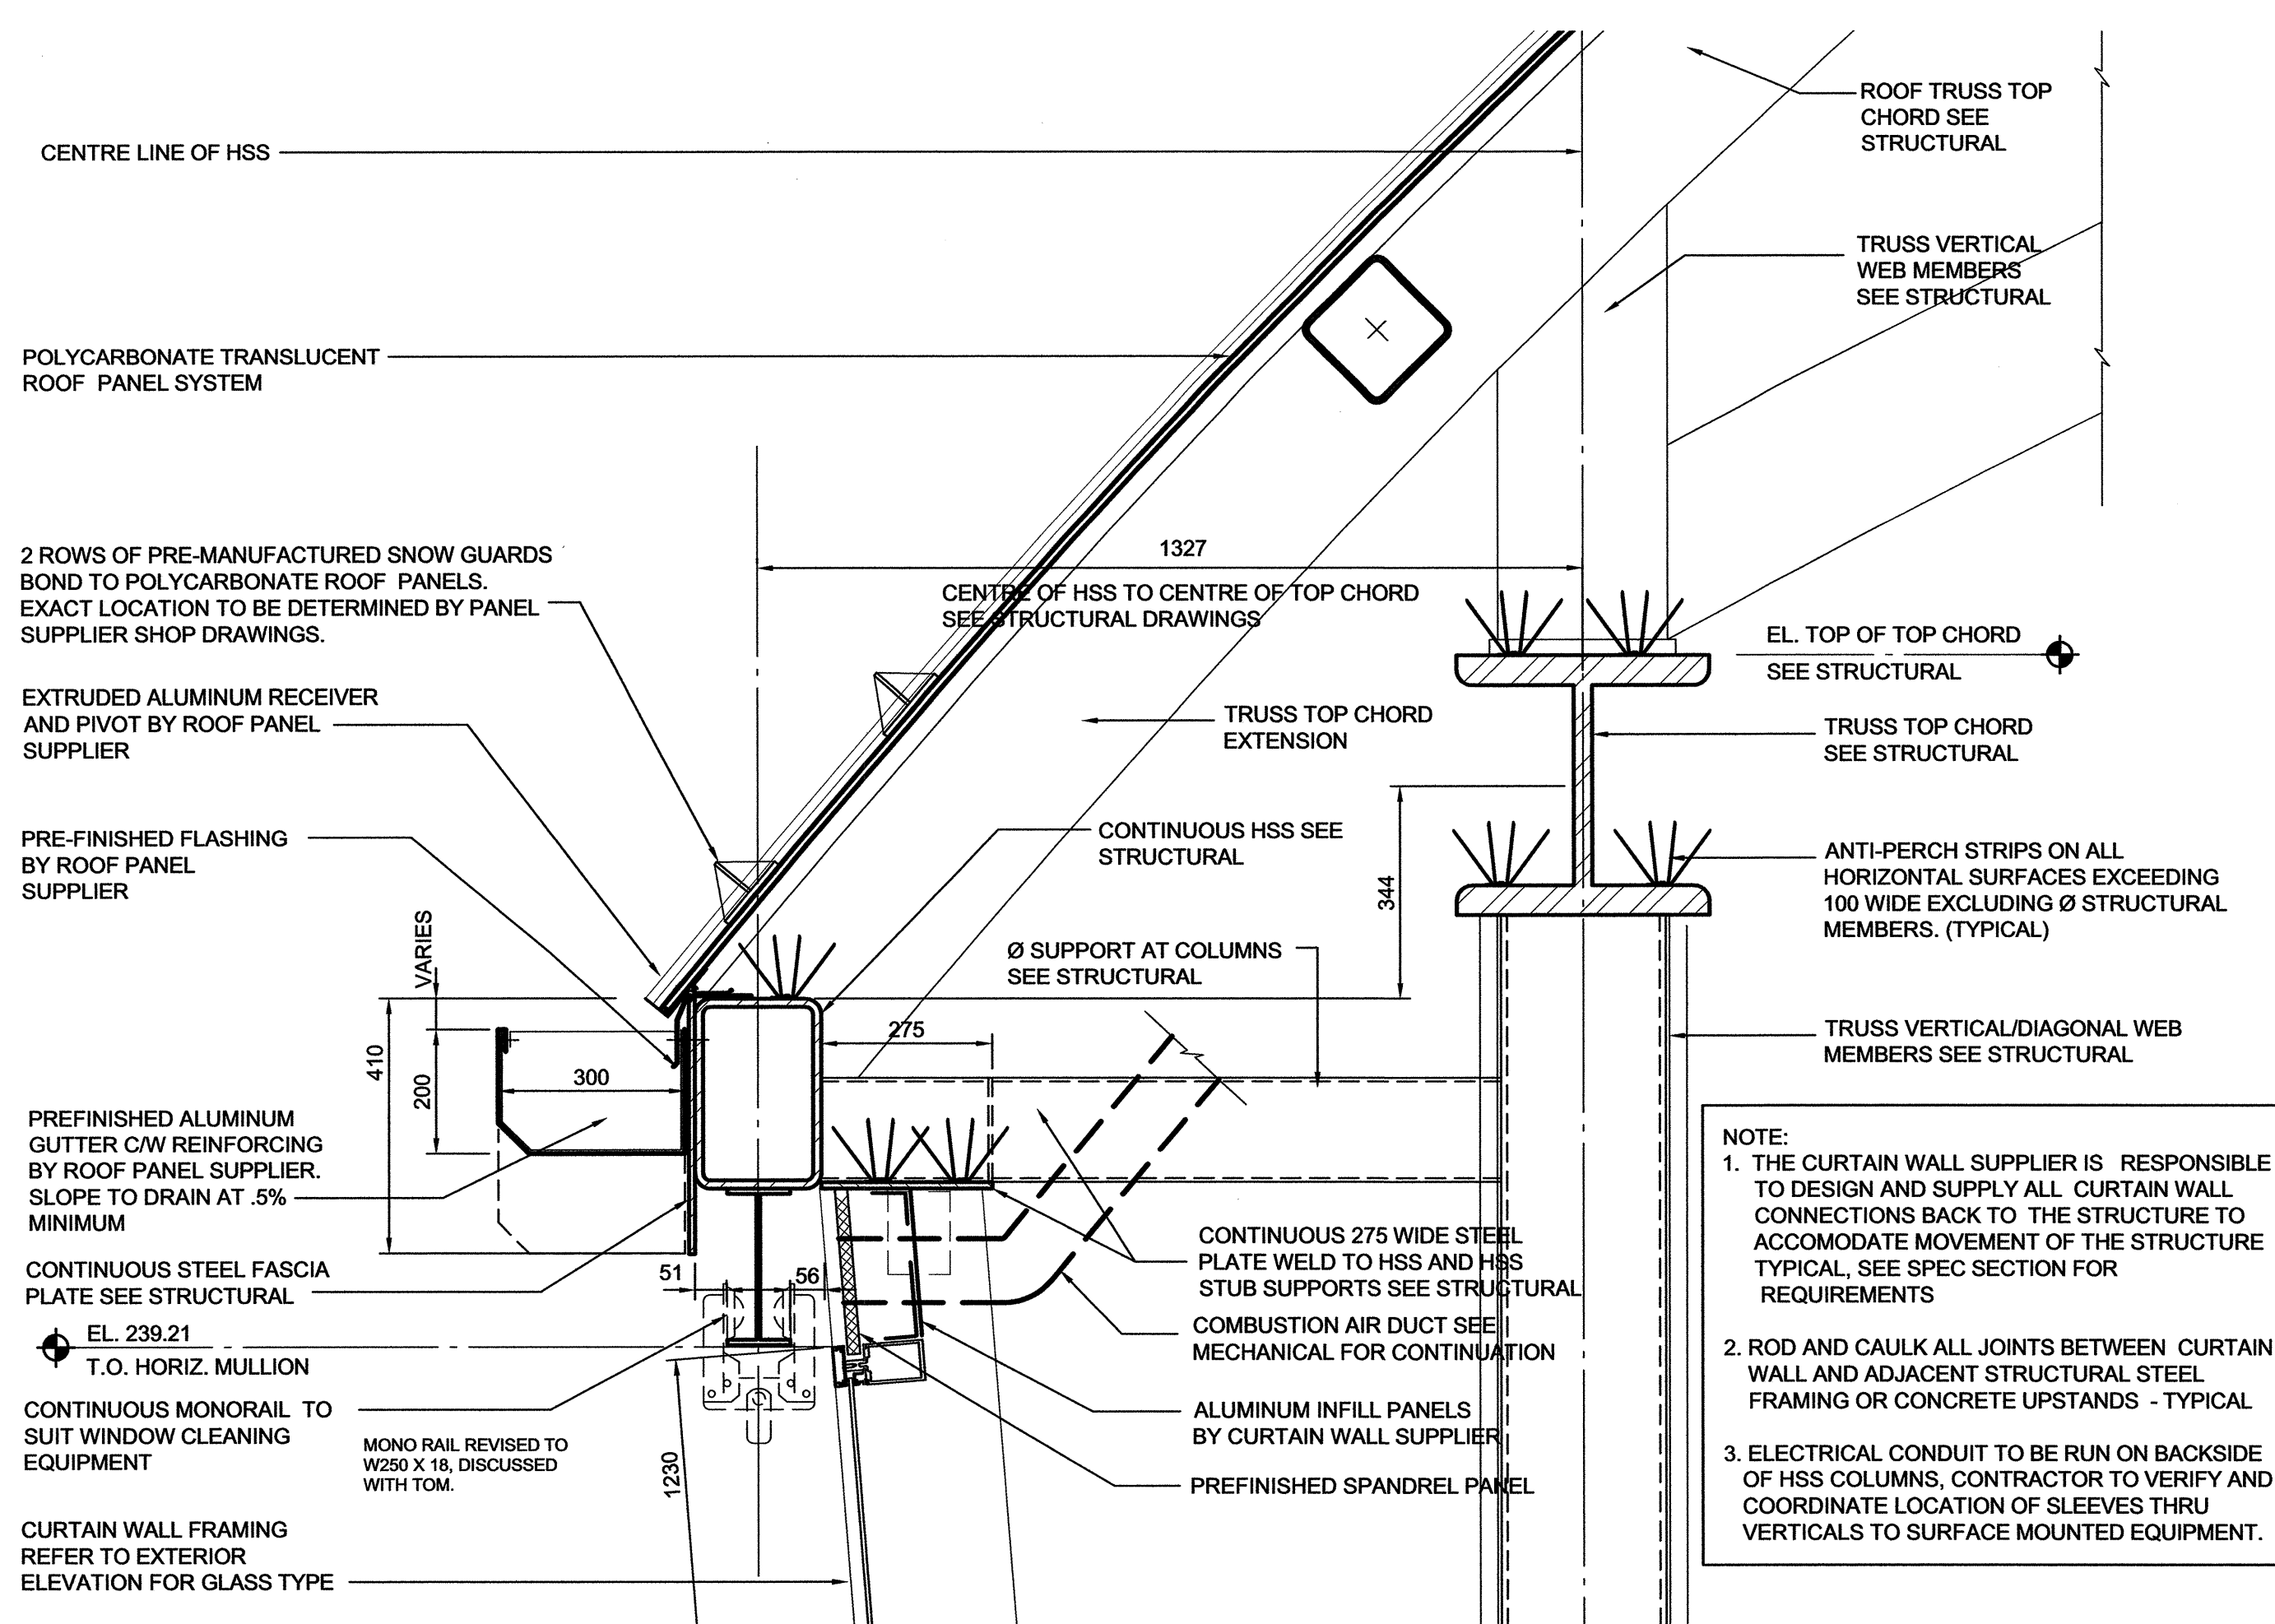 CENTRE LINE OF HSS
POLYCARBONATE TRANSLUCENT
ROOF PANEL SYSTEM
2 ROWS OF PRE-MANUFACTURED SNOW GUARDS
BOND TO POLYCARBONATE ROOF PANELS.
EXACT LOCATION TO BE DETERMINED BY PANEL
SUPPLIER SHOP DRAWINGS.
EXTRUDED ALUMINUM RECEIVER
AND PIVOT BY ROOF PANEL
SUPPLIER
PRE-FINISHED FLASHING
BY ROOF PANEL
SUPPLIER
VARIES
410
200
300
PREFINISHED ALUMINUM
GUTTER C/W REINFORCING
BY ROOF PANEL SUPPLIER.
SLOPE TO DRAIN AT .5%
MINIMUM
CONTINUOUS STEEL FASCIA
PLATE SEE STRUCTURAL
EL. 239.21
T.O. HORIZ. MULLION
CONTINUOUS MONORAIL TO
SUIT WINDOW CLEANING
EQUIPMENT
MONO RAIL REVISED TO
W250 X 18, DISCUSSED
WITH TOM.
CURTAIN WALL FRAMING
REFER TO EXTERIOR
ELEVATION FOR GLASS TYPE
51
56
1230
1327
CENTRE OF HSS TO CENTRE OF TOP CHORD
SEE STRUCTURAL DRAWINGS
TRUSS TOP CHORD
EXTENSION
CONTINUOUS HSS SEE
STRUCTURAL
344
Ø SUPPORT AT COLUMNS
SEE STRUCTURAL
275
CONTINUOUS 275 WIDE STEEL
PLATE WELD TO HSS AND HSS
STUB SUPPORTS SEE STRUCTURAL
COMBUSTION AIR DUCT SEE
MECHANICAL FOR CONTINUATION
ALUMINUM INFILL PANELS
BY CURTAIN WALL SUPPLIER
PREFINISHED SPANDREL PANEL
ROOF TRUSS TOP
CHORD SEE
STRUCTURAL
TRUSS VERTICAL
WEB MEMBERS
SEE STRUCTURAL
EL. TOP OF TOP CHORD
SEE STRUCTURAL
TRUSS TOP CHORD
SEE STRUCTURAL
ANTI-PERCH STRIPS ON ALL
HORIZONTAL SURFACES EXCEEDING
100 WIDE EXCLUDING Ø STRUCTURAL
MEMBERS. (TYPICAL)
TRUSS VERTICAL/DIAGONAL WEB
MEMBERS SEE STRUCTURAL
NOTE:
1. THE CURTAIN WALL SUPPLIER IS RESPONSIBLE
TO DESIGN AND SUPPLY ALL CURTAIN WALL
CONNECTIONS BACK TO THE STRUCTURE TO
ACCOMODATE MOVEMENT OF THE STRUCTURE
TYPICAL, SEE SPEC SECTION FOR
REQUIREMENTS
2. ROD AND CAULK ALL JOINTS BETWEEN CURTAIN
WALL AND ADJACENT STRUCTURAL STEEL
FRAMING OR CONCRETE UPSTANDS - TYPICAL
3. ELECTRICAL CONDUIT TO BE RUN ON BACKSIDE
OF HSS COLUMNS, CONTRACTOR TO VERIFY AND
COORDINATE LOCATION OF SLEEVES THRU
VERTICALS TO SURFACE MOUNTED EQUIPMENT.